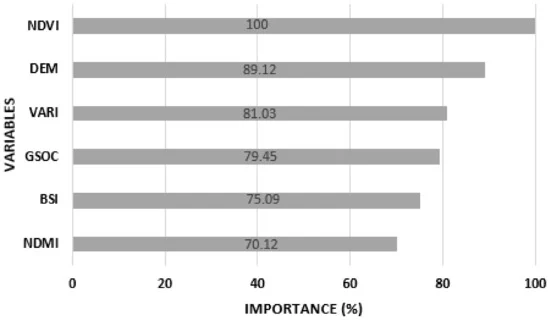 VARIABLES
NDVI 100
DEM 89.12
VARI 81.03
GSOC 79.45
BSI 75.09
NDMI 70.12
0 20 40 60 80 100
IMPORTANCE (%)